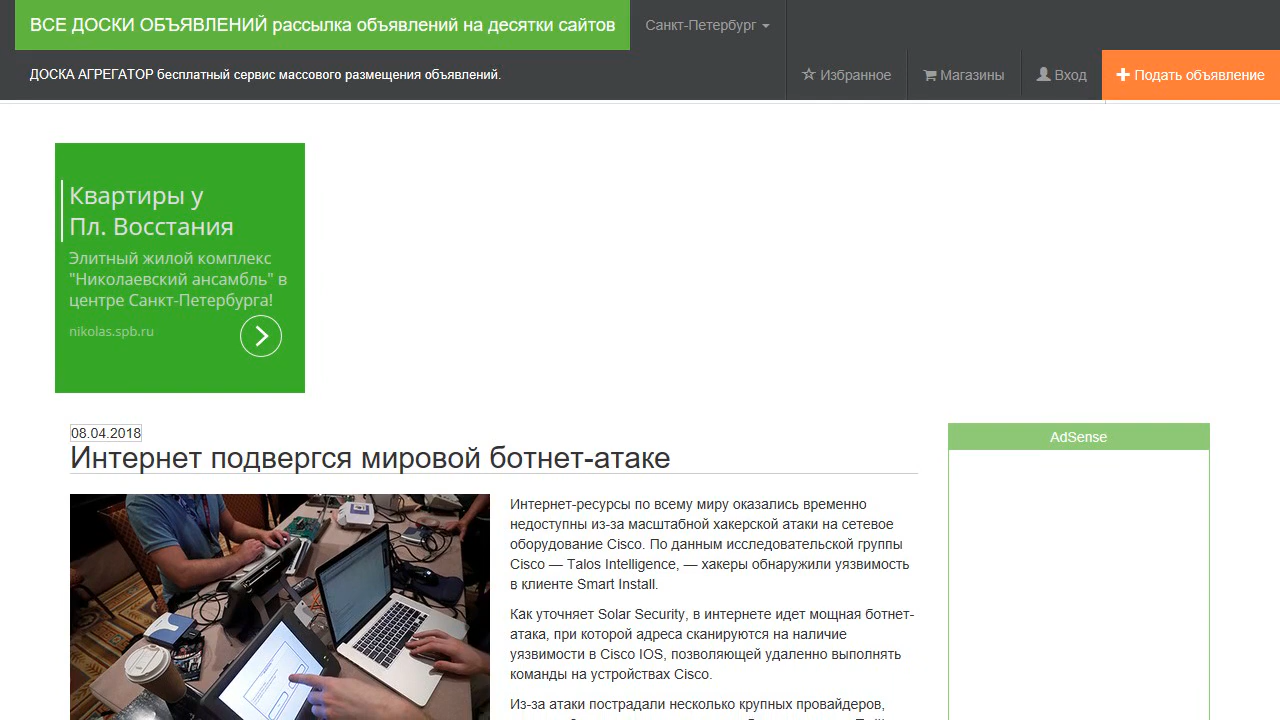 ВСЕ ДОСКИ ОБЪЯВЛЕНИЙ рассылка объявлений на десятки сайтов
Санкт-Петербург
ДОСКА АГРЕГАТОР бесплатный сервис массового размещения объявлений.
Избранное
Магазины
Вход
Подать объявление
Квартиры у
Пл. Восстания
Элитный жилой комплекс
"Николаевский ансамбль" в
центре Санкт-Петербурга!
nikolas.spb.ru
08.04.2018
Интернет подвергся мировой ботнет-атаке
AdSense
Интернет-ресурсы по всему миру оказались временно
недоступны из-за масштабной хакерской атаки на сетевое
оборудование Cisco. По данным исследовательской группы
Cisco — Talos Intelligence, — хакеры обнаружили уязвимость
в клиенте Smart Install.
Как уточняет Solar Security, в интернете идет мощная ботнет-
атака, при которой адреса сканируются на наличие
уязвимости в Cisco IOS, позволяющей удаленно выполнять
команды на устройствах Cisco.
Из-за атаки пострадали несколько крупных провайдеров,